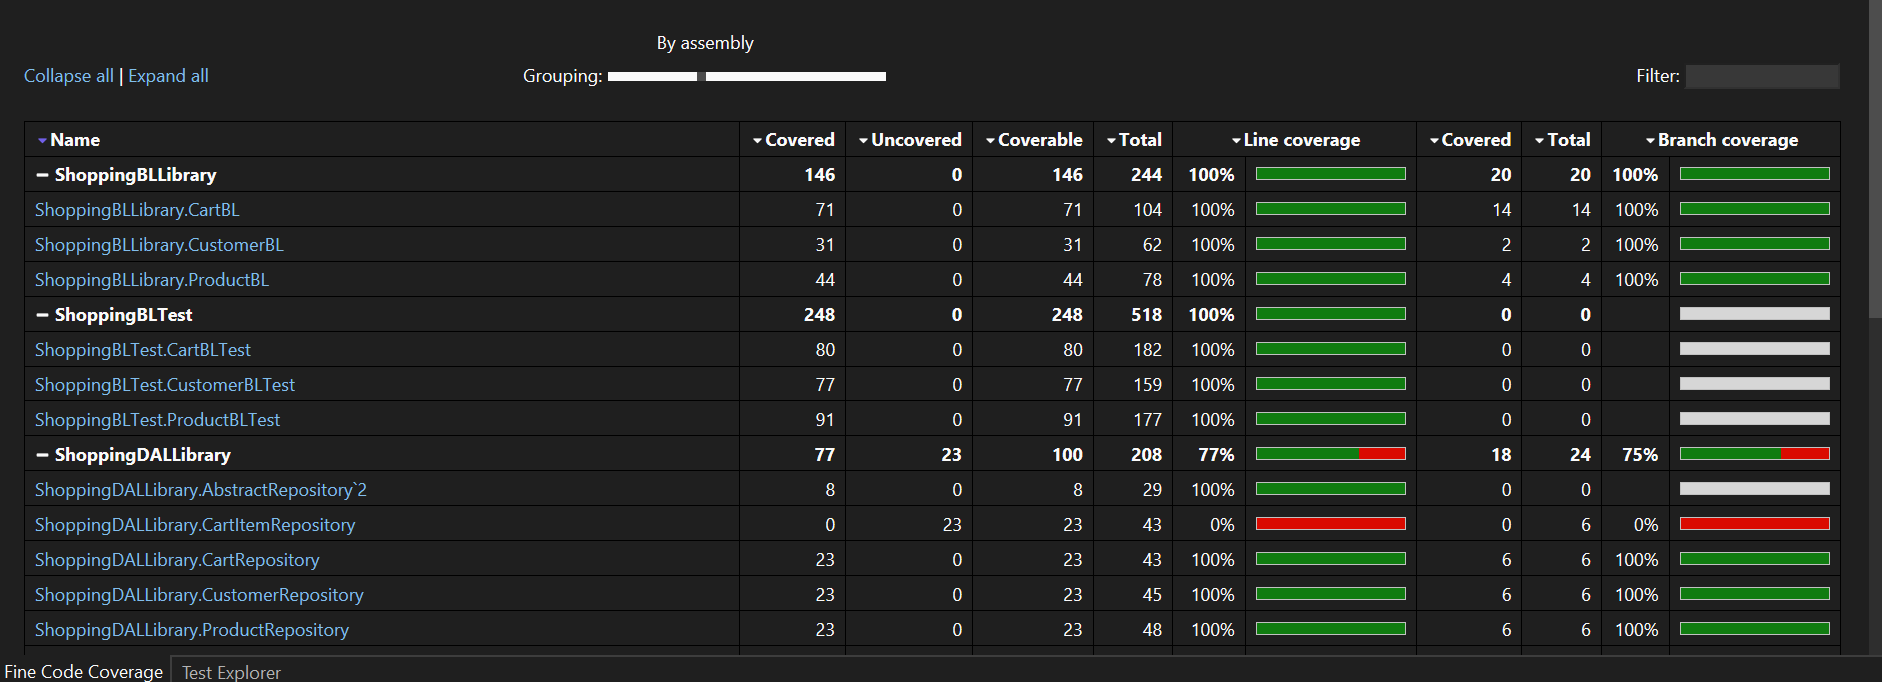 By assembly
Collapse all | Expand all Grouping: Filter:
Name Covered Uncovered Coverable Total Line coverage Covered Total Branch coverage
ShoppingBLLibrary 146 0 146 244 100% 20 20 100%
ShoppingBLLibrary.CartBL 71 0 71 104 100% 14 14 100%
ShoppingBLLibrary.CustomerBL 31 0 31 62 100% 2 2 100%
ShoppingBLLibrary.ProductBL 44 0 44 78 100% 4 4 100%
ShoppingBLTest 248 0 248 518 100% 0 0
ShoppingBLTest.CartBLTest 80 0 80 182 100% 0 0
ShoppingBLTest.CustomerBLTest 77 0 77 159 100% 0 0
ShoppingBLTest.ProductBLTest 91 0 91 177 100% 0 0
ShoppingDALLibrary 77 23 100 208 77% 18 24 75%
ShoppingDALLibrary.AbstractRepository`2 8 0 8 29 100% 0 0
ShoppingDALLibrary.CartItemRepository 0 23 23 43 0% 0 6 0%
ShoppingDALLibrary.CartRepository 23 0 23 43 100% 6 6 100%
ShoppingDALLibrary.CustomerRepository 23 0 23 45 100% 6 6 100%
ShoppingDALLibrary.ProductRepository 23 0 23 48 100% 6 6 100%
Fine Code Coverage Test Explorer